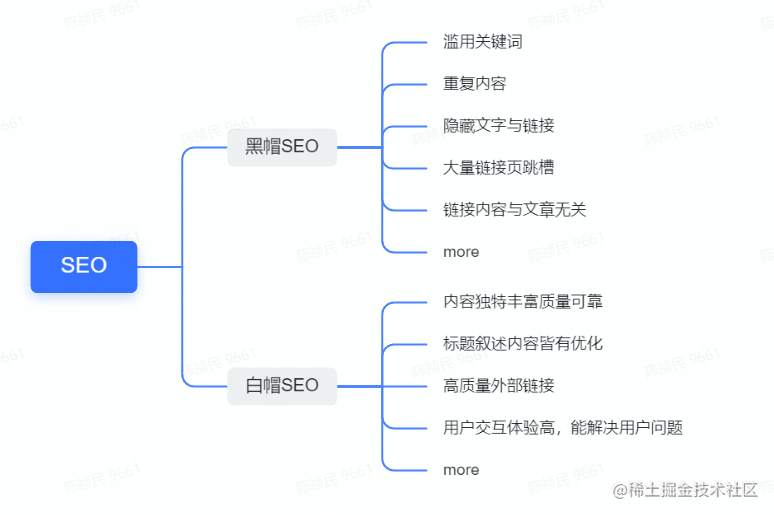 SEO
黑帽SEO
滥用关键词
重复内容
隐藏文字与链接
大量链接页跳槽
链接内容与文章无关
more
白帽SEO
内容独特丰富质量可靠
标题叙述内容皆有优化
高质量外部链接
用户交互体验高，能解决用户问题
more
@稀土掘金技术社区